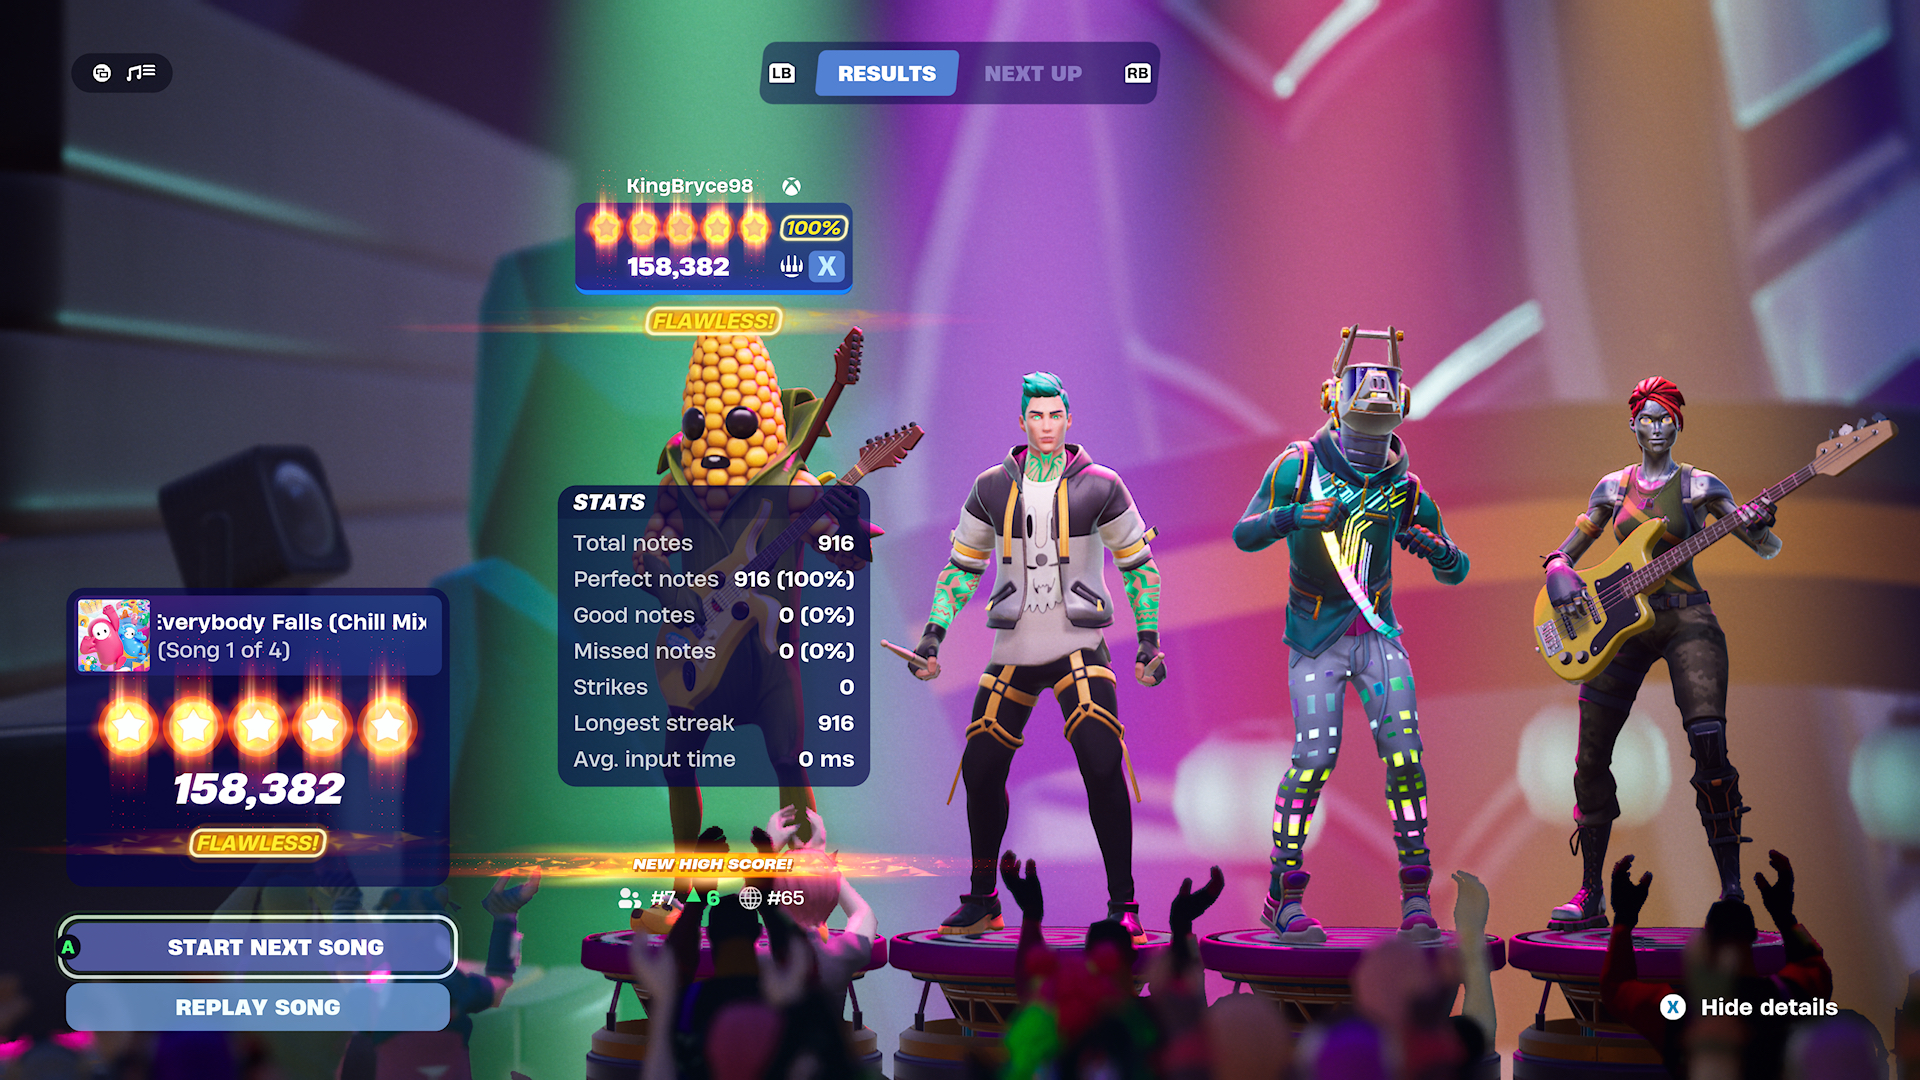 LB
RESULTS
NEXT UP
RB
KingBryce98
100%
158,382
X
FLAWLESS!
STATS
Total notes 916
Perfect notes 916 (100%)
Good notes 0 (0%)
Missed notes 0 (0%)
Strikes 0
Longest streak 916
Avg. input time 0 ms
NEW HIGH SCORE!
#7 ▲6 #65
:verybody Falls (Chill Mix
(Song 1 of 4)
158,382
FLAWLESS!
A START NEXT SONG
REPLAY SONG
X Hide details